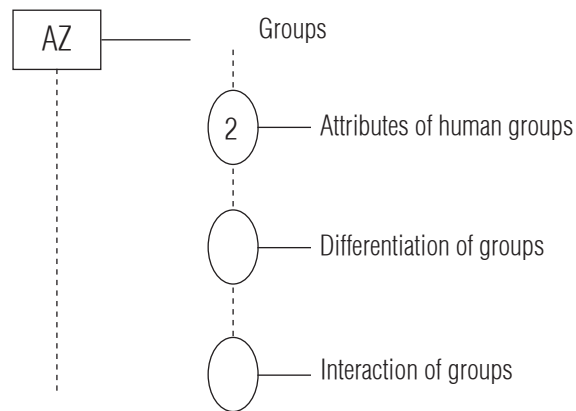 AZ
Groups
2
Attributes of human groups
Differentiation of groups
Interaction of groups